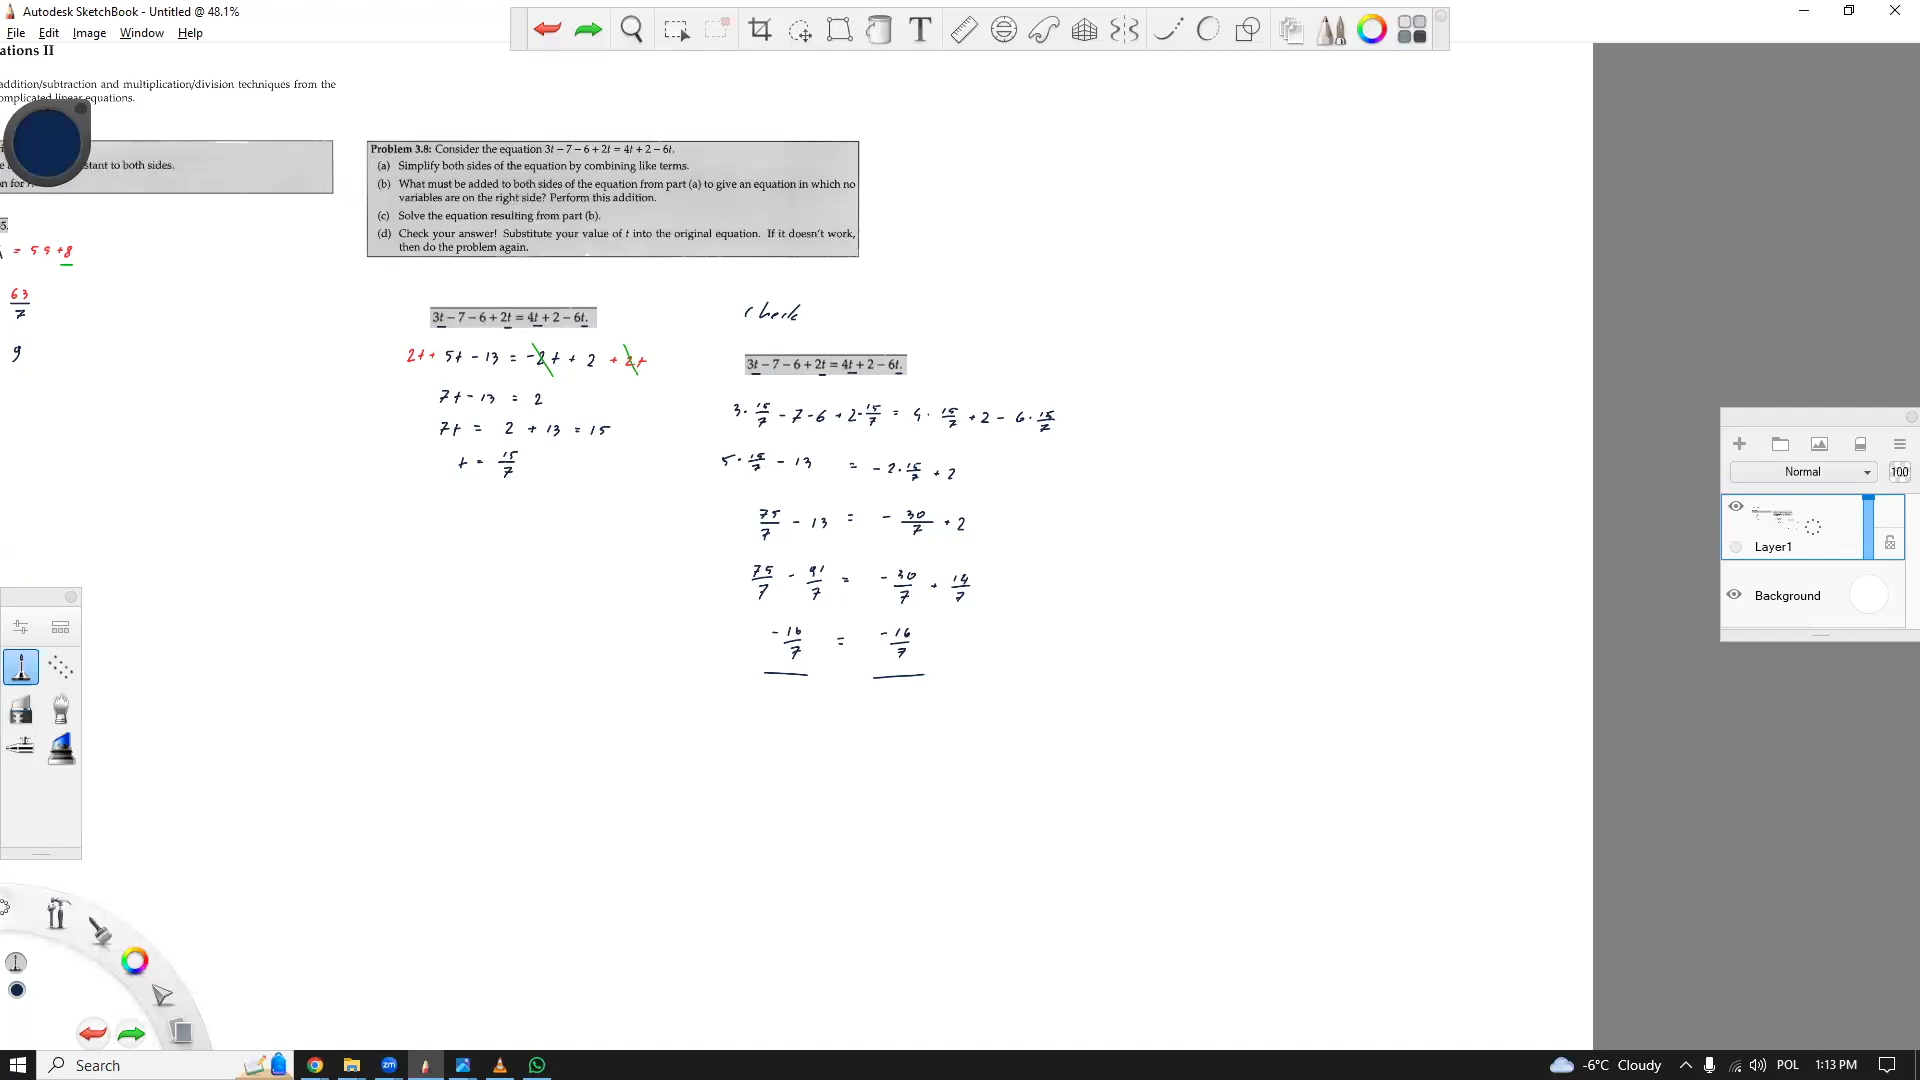 Autodesk SketchBook - Untitled @ 48.1%
File Edit Image Window Help
ations II
addition/subtraction and multiplication/division techniques from the
omplicated linear equations.
stant to both sides.
n for
5.
= 55 + 8
63/7
9
Problem 3.8: Consider the equation 3t − 7 − 6 + 2t = 4t + 2 − 6t.
(a) Simplify both sides of the equation by combining like terms.
(b) What must be added to both sides of the equation from part (a) to give an equation in which no
variables are on the right side? Perform this addition.
(c) Solve the equation resulting from part (b).
(d) Check your answer! Substitute your value of t into the original equation. If it doesn't work,
then do the problem again.
3t − 7 − 6 + 2t = 4t + 2 − 6t.
2t + 5t - 13 = -2t + 2 + 2t
7t - 13 = 2
7t = 2 + 13 = 15
t = 15/7
check
3t − 7 − 6 + 2t = 4t + 2 − 6t.
3 · 15/7 - 7 - 6 + 2 · 15/7 = 4 · 15/7 + 2 - 6 · 15/7
5 · 15/7 - 13 = - 2 · 15/7 + 2
75/7 - 13 = - 30/7 + 2
75/7 - 91/7 = - 30/7 + 14/7
- 16/7 = - 16/7
Normal 100
Layer1
Background
Search
-6°C Cloudy
POL
1:13 PM